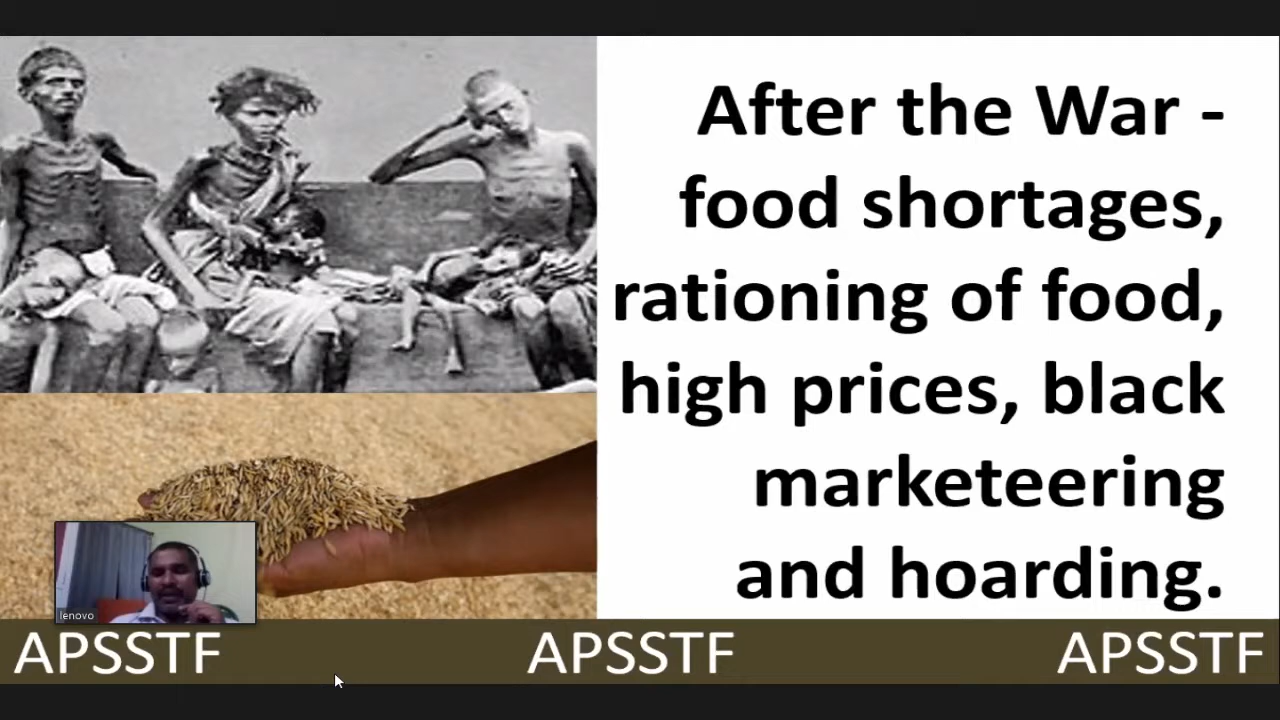 After the War -
food shortages,
rationing of food,
high prices, black
marketeering
and hoarding.
lenovo
APSSTF APSSTF APSSTF